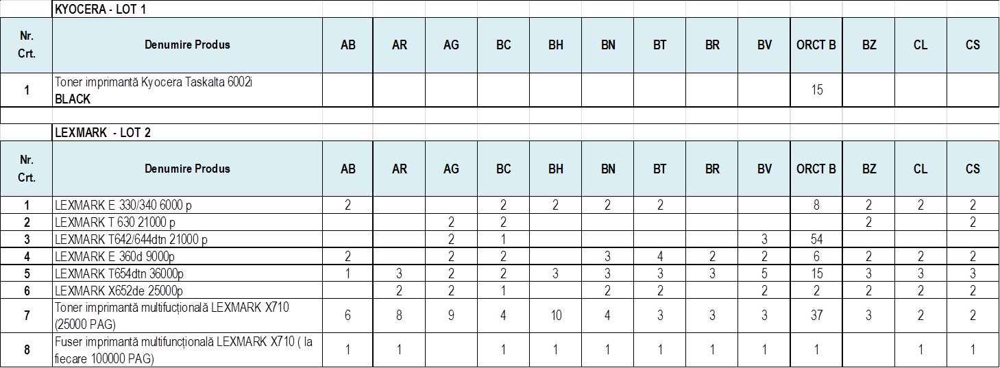 KYOCERA - LOT 1
Nr. Crt. Denumire Produs AB AR AG BC BH BN BT BR BV ORCT B BZ CL CS
1 Toner imprimantă Kyocera Taskalta 6002i
BLACK 15
LEXMARK - LOT 2
Nr. Crt. Denumire Produs AB AR AG BC BH BN BT BR BV ORCT B BZ CL CS
1 LEXMARK E 330/340 6000 p 2 2 2 2 2 8 2 2 2
2 LEXMARK T 630 21000 p 2 2 2 2
3 LEXMARK T642/644dtn 21000 p 2 1 3 54
4 LEXMARK E 360d 9000p 2 2 2 3 4 2 2 6 2 2 2
5 LEXMARK T654dtn 36000p 1 3 2 2 3 3 3 3 5 15 3 3 3
6 LEXMARK X652de 25000p 2 2 1 2 2 2 2 2 2 2
7 Toner imprimantă multifucțională LEXMARK X710
(25000 PAG) 6 8 9 4 10 4 3 3 3 37 3 2 2
8 Fuser imprimantă multifuncțională LEXMARK X710 ( la
fiecare 100000 PAG) 1 1 1 1 1 1 1 1 1 1 1